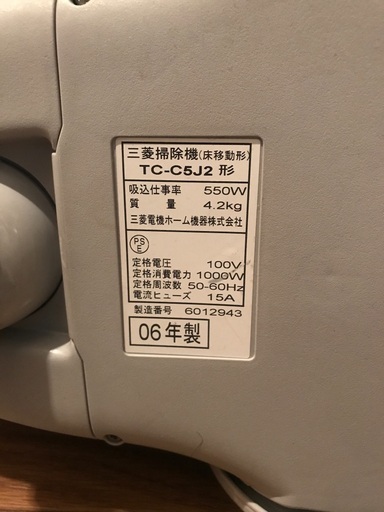 三菱掃除機(床移動形)
TC-C5J2 形
吸込仕事率 550W
質量 4.2kg
三菱電機ホーム機器株式会社
PS
E
定格電圧 100V
定格消費電力 1000W
定格周波数 50-60Hz
電流ヒューズ 15A
製造番号 6012943
06年製